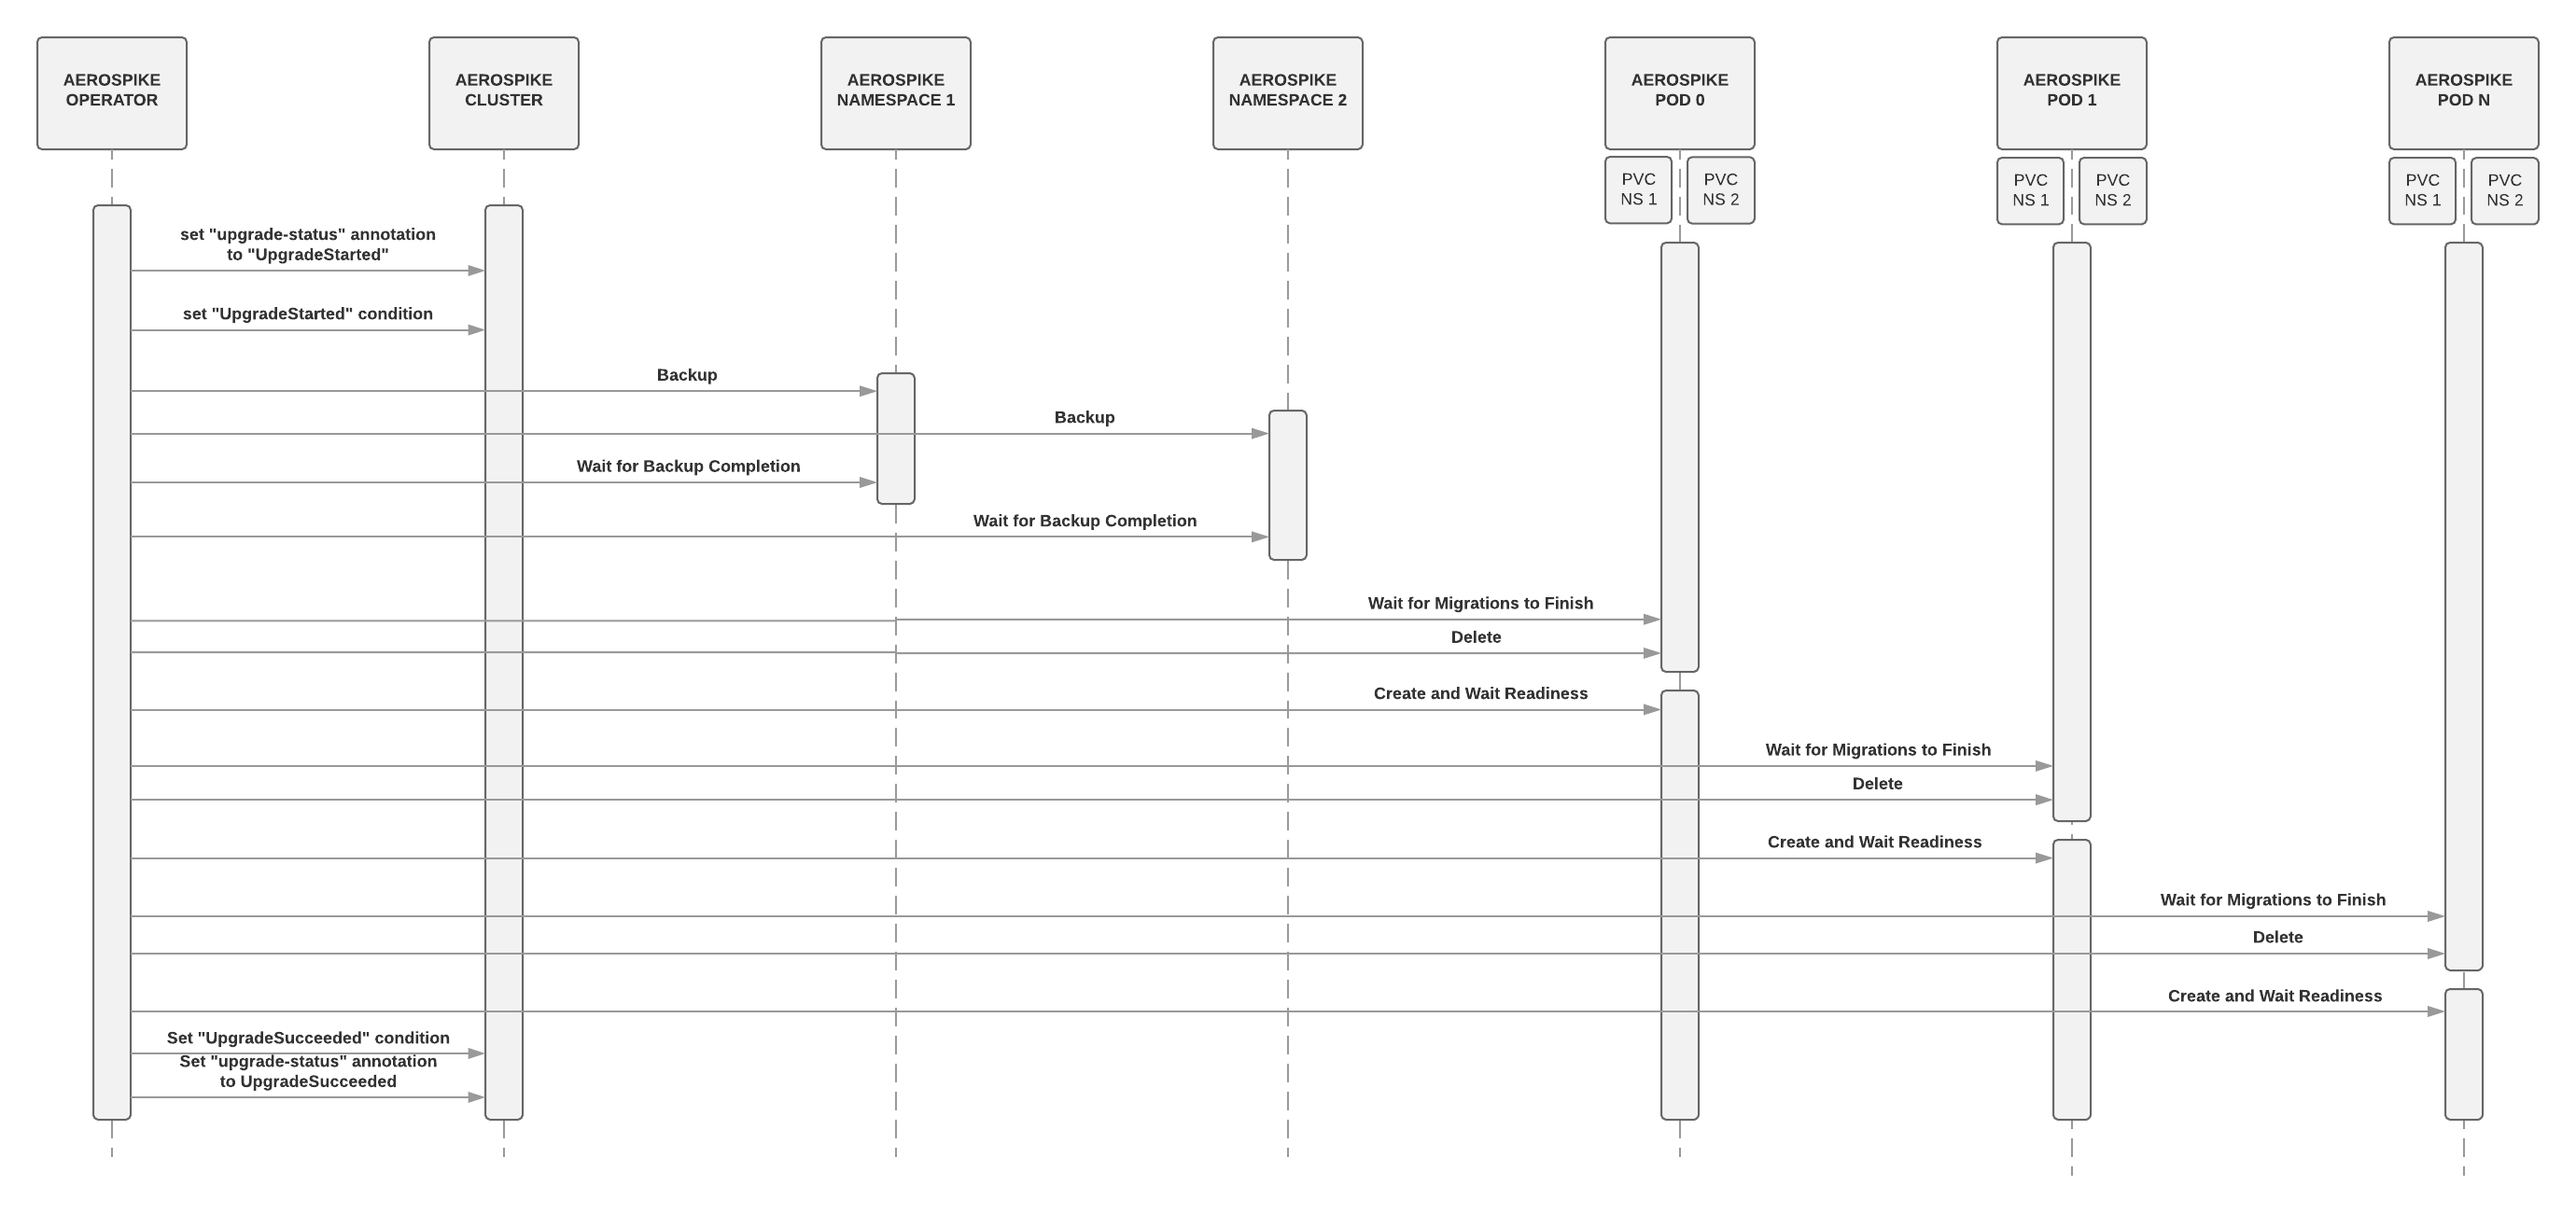 AEROSPIKE
OPERATOR
AEROSPIKE
CLUSTER
AEROSPIKE
NAMESPACE 1
AEROSPIKE
NAMESPACE 2
AEROSPIKE
POD 0
AEROSPIKE
POD 1
AEROSPIKE
POD N
PVC
NS 1
PVC
NS 2
PVC
NS 1
PVC
NS 2
PVC
NS 1
PVC
NS 2
set "upgrade-status" annotation
to "UpgradeStarted"
set "UpgradeStarted" condition
Backup
Backup
Wait for Backup Completion
Wait for Backup Completion
Wait for Migrations to Finish
Delete
Create and Wait Readiness
Wait for Migrations to Finish
Delete
Create and Wait Readiness
Wait for Migrations to Finish
Delete
Create and Wait Readiness
Set "UpgradeSucceeded" condition
Set "upgrade-status" annotation
to UpgradeSucceeded